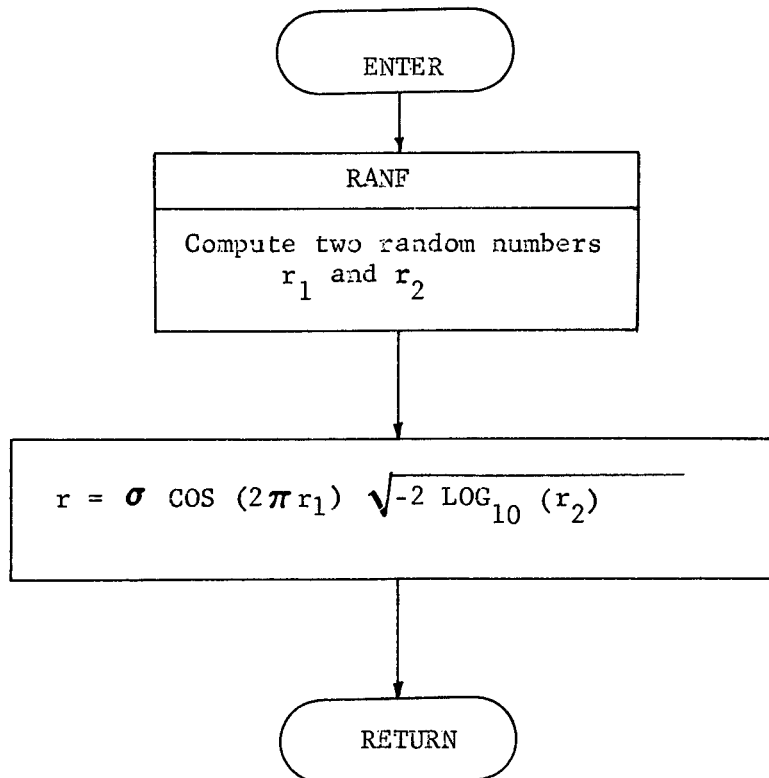 ENTER
RANF
Compute two random numbers
r₁ and r₂
r = σ COS (2πr₁) √-2 LOG₁₀ (r₂)
RETURN